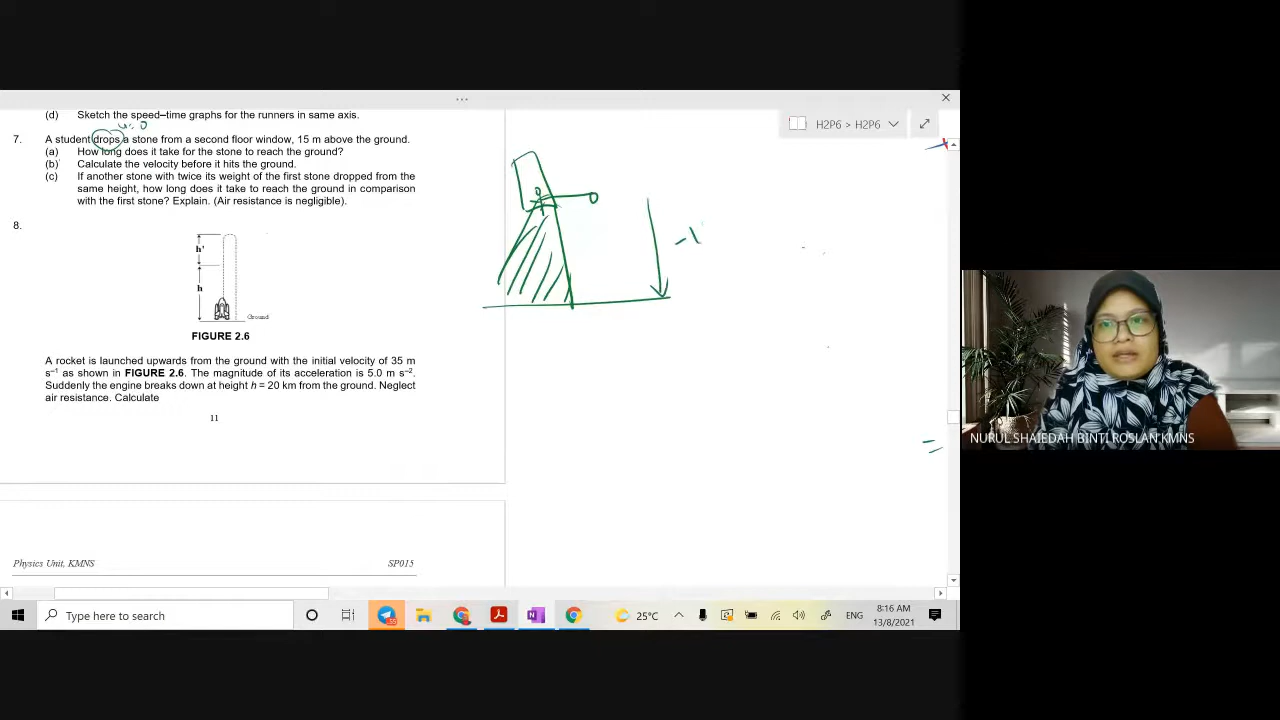 (d) Sketch the speed–time graphs for the runners in same axis.
u = 0
7. A student drops a stone from a second floor window, 15 m above the ground.
(a) How long does it take for the stone to reach the ground?
(b) Calculate the velocity before it hits the ground.
(c) If another stone with twice its weight of the first stone dropped from the
same height, how long does it take to reach the ground in comparison
with the first stone? Explain. (Air resistance is negligible).
8.
h'
h
Ground
FIGURE 2.6
A rocket is launched upwards from the ground with the initial velocity of 35 m
s⁻¹ as shown in FIGURE 2.6. The magnitude of its acceleration is 5.0 m s⁻².
Suddenly the engine breaks down at height h = 20 km from the ground. Neglect
air resistance. Calculate
11
Physics Unit, KMNS SP015
H2P6 > H2P6
-1
=
NURUL SHAIEDAH BINTI ROSLAN KMNS
Type here to search
25°C
ENG
8:16 AM
13/8/2021